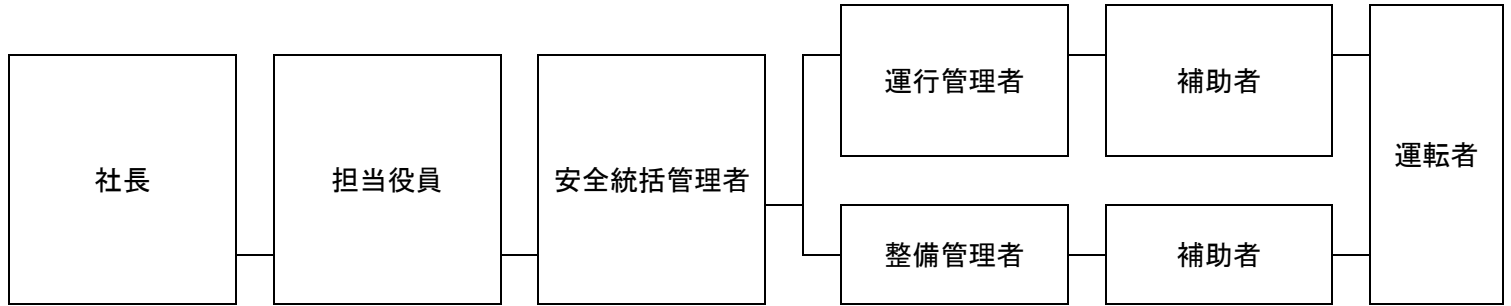 社長
担当役員
安全統括管理者
運行管理者
補助者
整備管理者
補助者
運転者